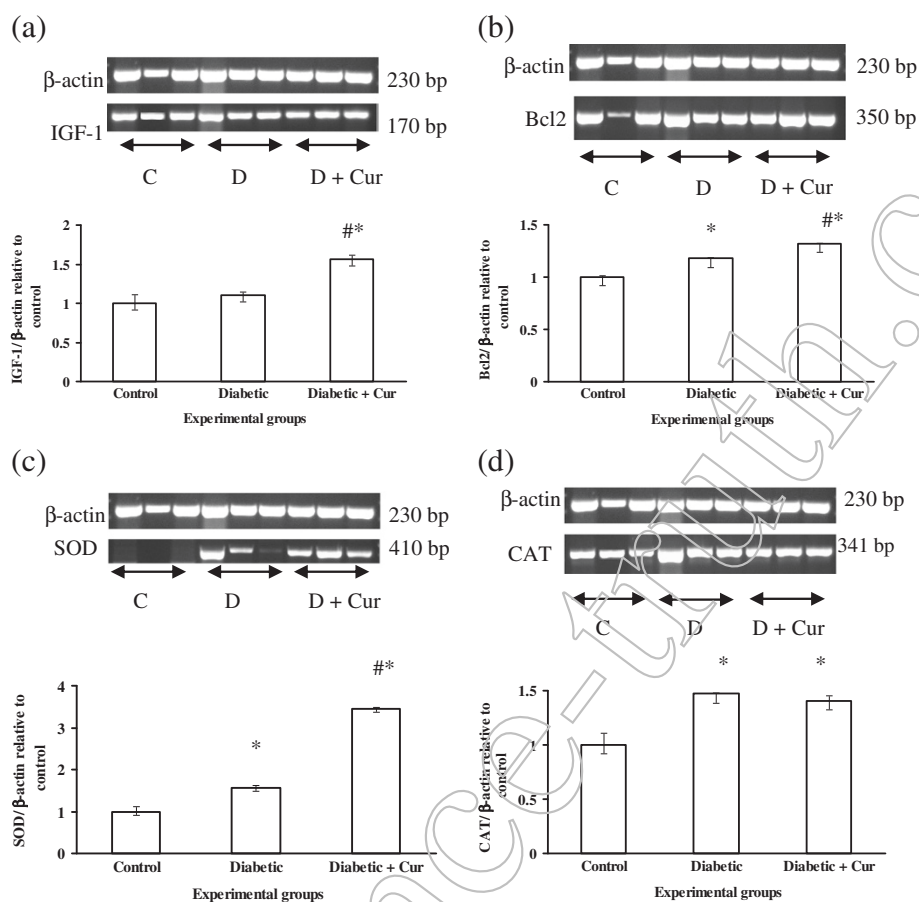 (a)
β-actin 230 bp
IGF-1 170 bp
C D D + Cur
IGF-1/ β-actin relative to
control
2
1.5
1
0.5
0
#*
Control Diabetic Diabetic + Cur
Experimental groups
(b)
β-actin 230 bp
Bcl2 350 bp
C D D + Cur
Bcl2/ β-actin relative to
control
1.5
1
0.5
0
*
#*
Control Diabetic Diabetic + Cur
Experimental groups
(c)
β-actin 230 bp
SOD 410 bp
C D D + Cur
SOD/ β-actin relative to
control
4
3
2
1
0
*
#*
Control Diabetic Diabetic + Cur
Experimental groups
(d)
β-actin 230 bp
CAT 341 bp
C D D + Cur
CAT/ β-actin relative to
control
1.5
1
0.5
0
*
*
Control Diabetic Diabetic + Cur
Experimental groups
nce-truth.c